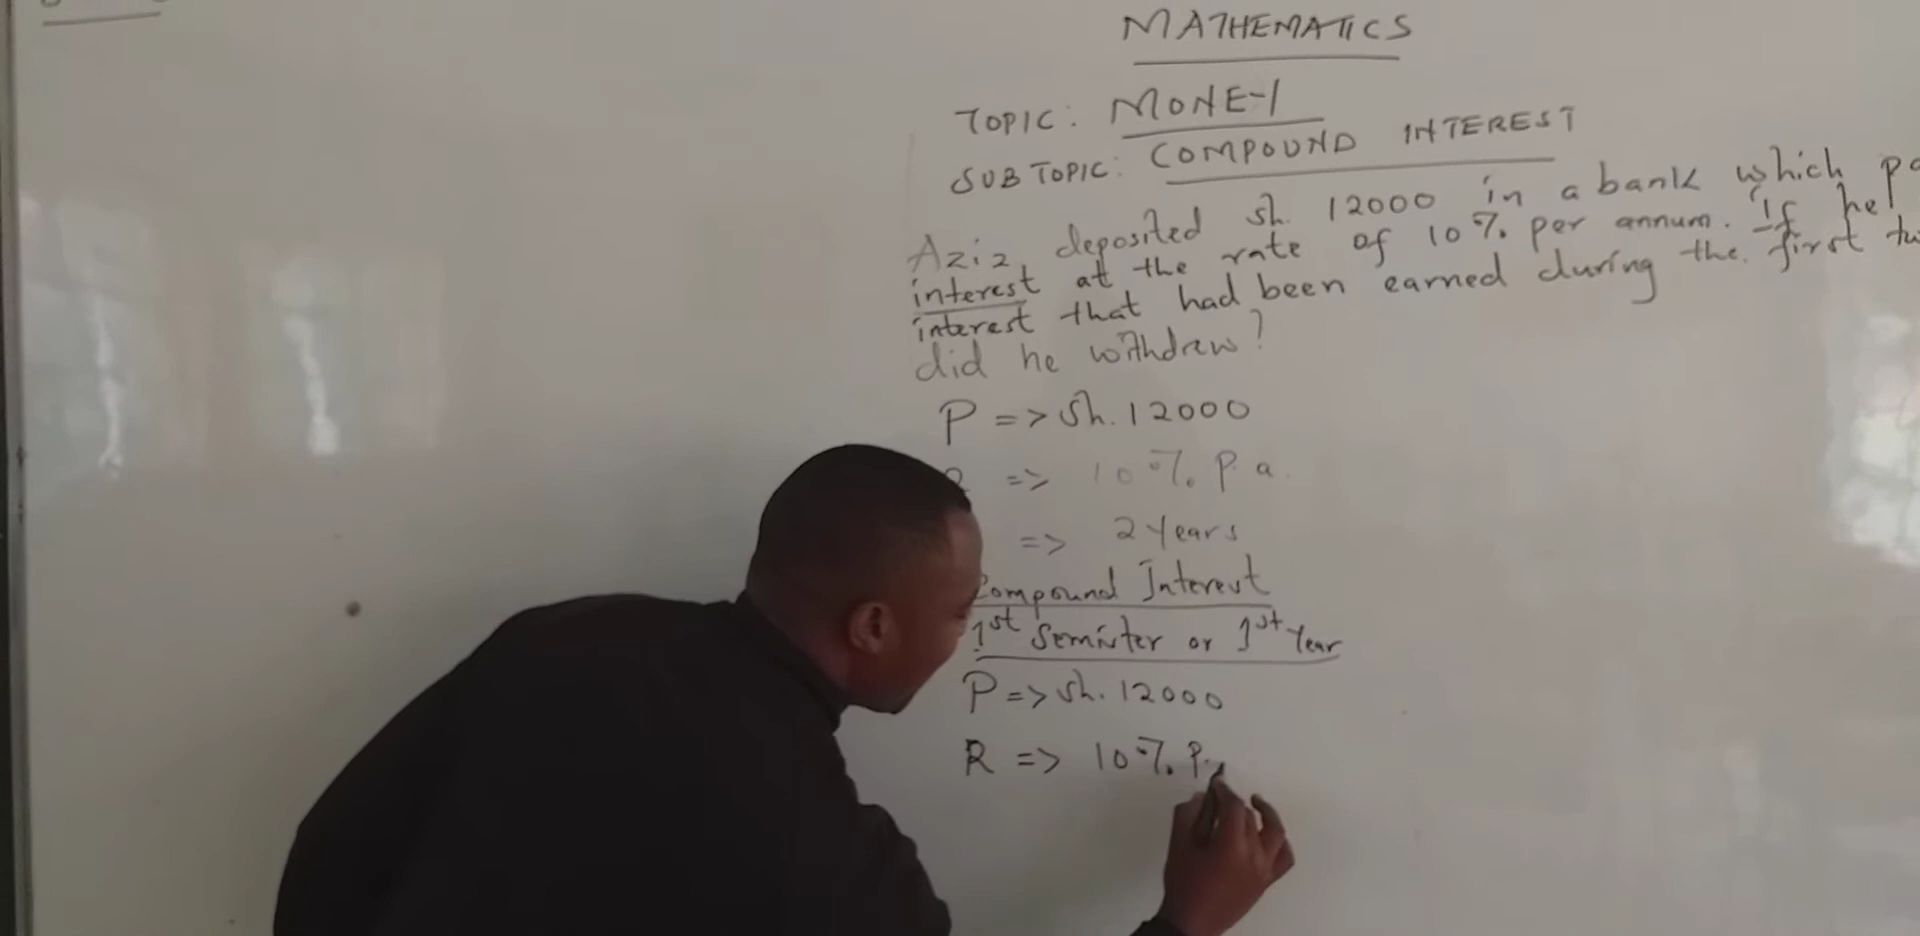 MATHEMATICS
TOPIC: MONEY
SUBTOPIC: COMPOUND INTEREST
Aziz deposited sh. 12000 in a bank which
interest at the rate of 10% per annum. If he
interest that had been earned during the first
did he withdraw?
P => Sh. 12000
=> 10% P.a.
=> 2 Years
Compound Interest
1st Semister or 1st Year
P => Sh. 12000
R => 10% P.